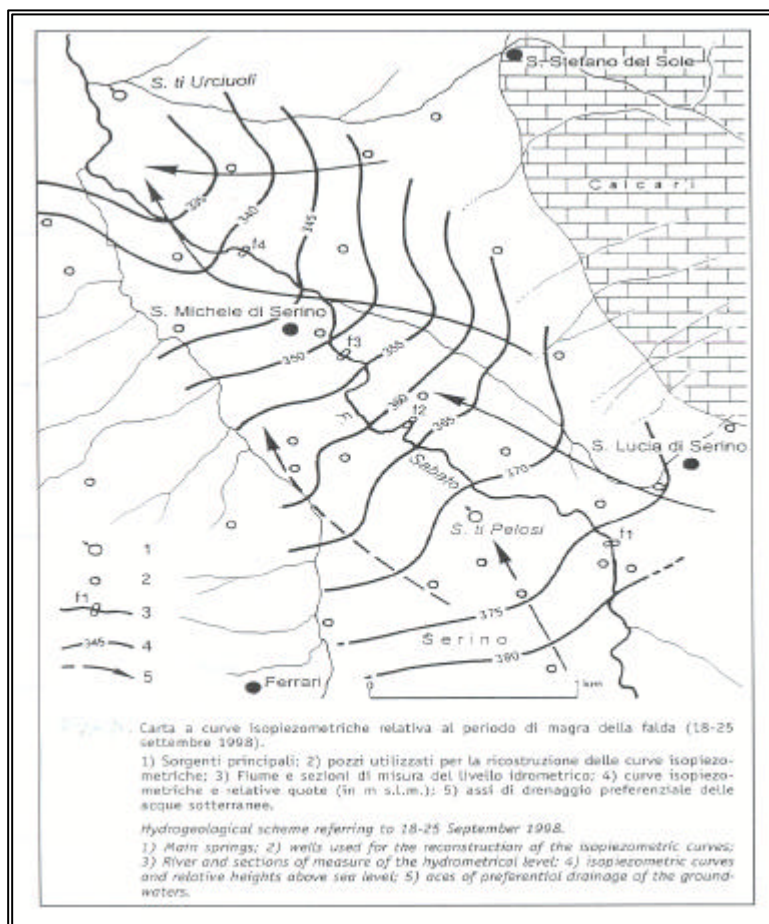 S. Stefano del Sole
S. ti Urciuoli
Calcari
335
340
345
f4
S. Michele di Serino
350
f3
355
360
f2
365
F. Sabato
370
S. Lucia di Serino
S. ti Pelosi
f1
375
Serino
380
Ferrari
0 1 km
1
2
f1 3
345 4
5
Carta a curve isopiezometriche relativa al periodo di magra della falda (18-25
settembre 1998).
1) Sorgenti principali; 2) pozzi utilizzati per la ricostruzione delle curve isopiezo-
metriche; 3) Fiume e sezioni di misura del livello idrometrico; 4) curve isopiezo-
metriche e relative quote (in m s.l.m.); 5) assi di drenaggio preferenziale delle
acque sotterranee.
Hydrogeological scheme referring to 18-25 September 1998.
1) Main springs; 2) wells used for the reconstruction of the isopiezometric curves;
3) River and sections of measure of the hydrometrical level; 4) isopiezometric curves
and relative heights above sea level; 5) aces of preferential drainage of the ground-
waters.